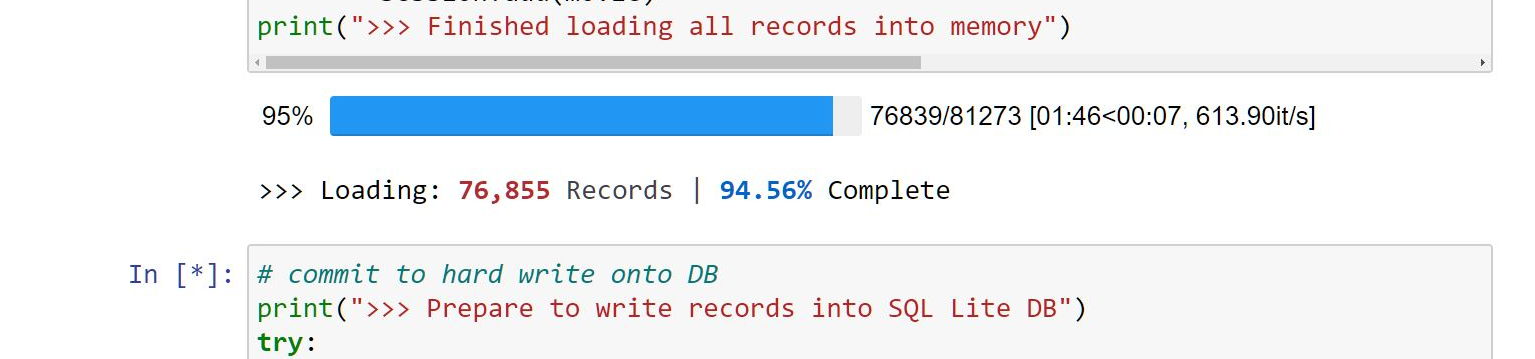 print(">>> Finished loading all records into memory")
95% 76839/81273 [01:46<00:07, 613.90it/s]
>>> Loading: 76,855 Records | 94.56% Complete
In [*]: # commit to hard write onto DB
print(">>> Prepare to write records into SQL Lite DB")
try: